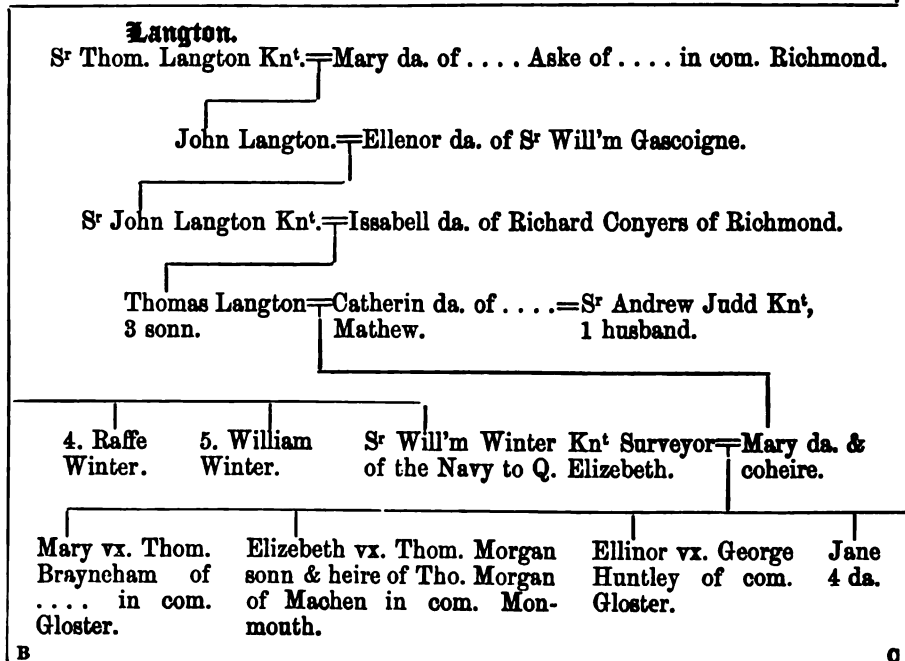 Langton.
Sʳ Thom. Langton Knᵗ.=Mary da. of .... Aske of .... in com. Richmond.
John Langton.=Ellenor da. of Sʳ Will'm Gascoigne.
Sʳ John Langton Knᵗ.=Issabell da. of Richard Conyers of Richmond.
Thomas Langton=Catherin da. of ....=Sʳ Andrew Judd Knᵗ,
3 sonn. Mathew. 1 husband.
4. Raffe 5. William Sʳ Will'm Winter Knᵗ Surveyor=Mary da. &
Winter. Winter. of the Navy to Q. Elizebeth. coheire.
Mary vx. Thom. Elizebeth vx. Thom. Morgan Ellinor vx. George Jane
Brayneham of sonn & heire of Tho. Morgan Huntley of com. 4 da.
.... in com. of Machen in com. Mon- Gloster.
Gloster. mouth.
B C